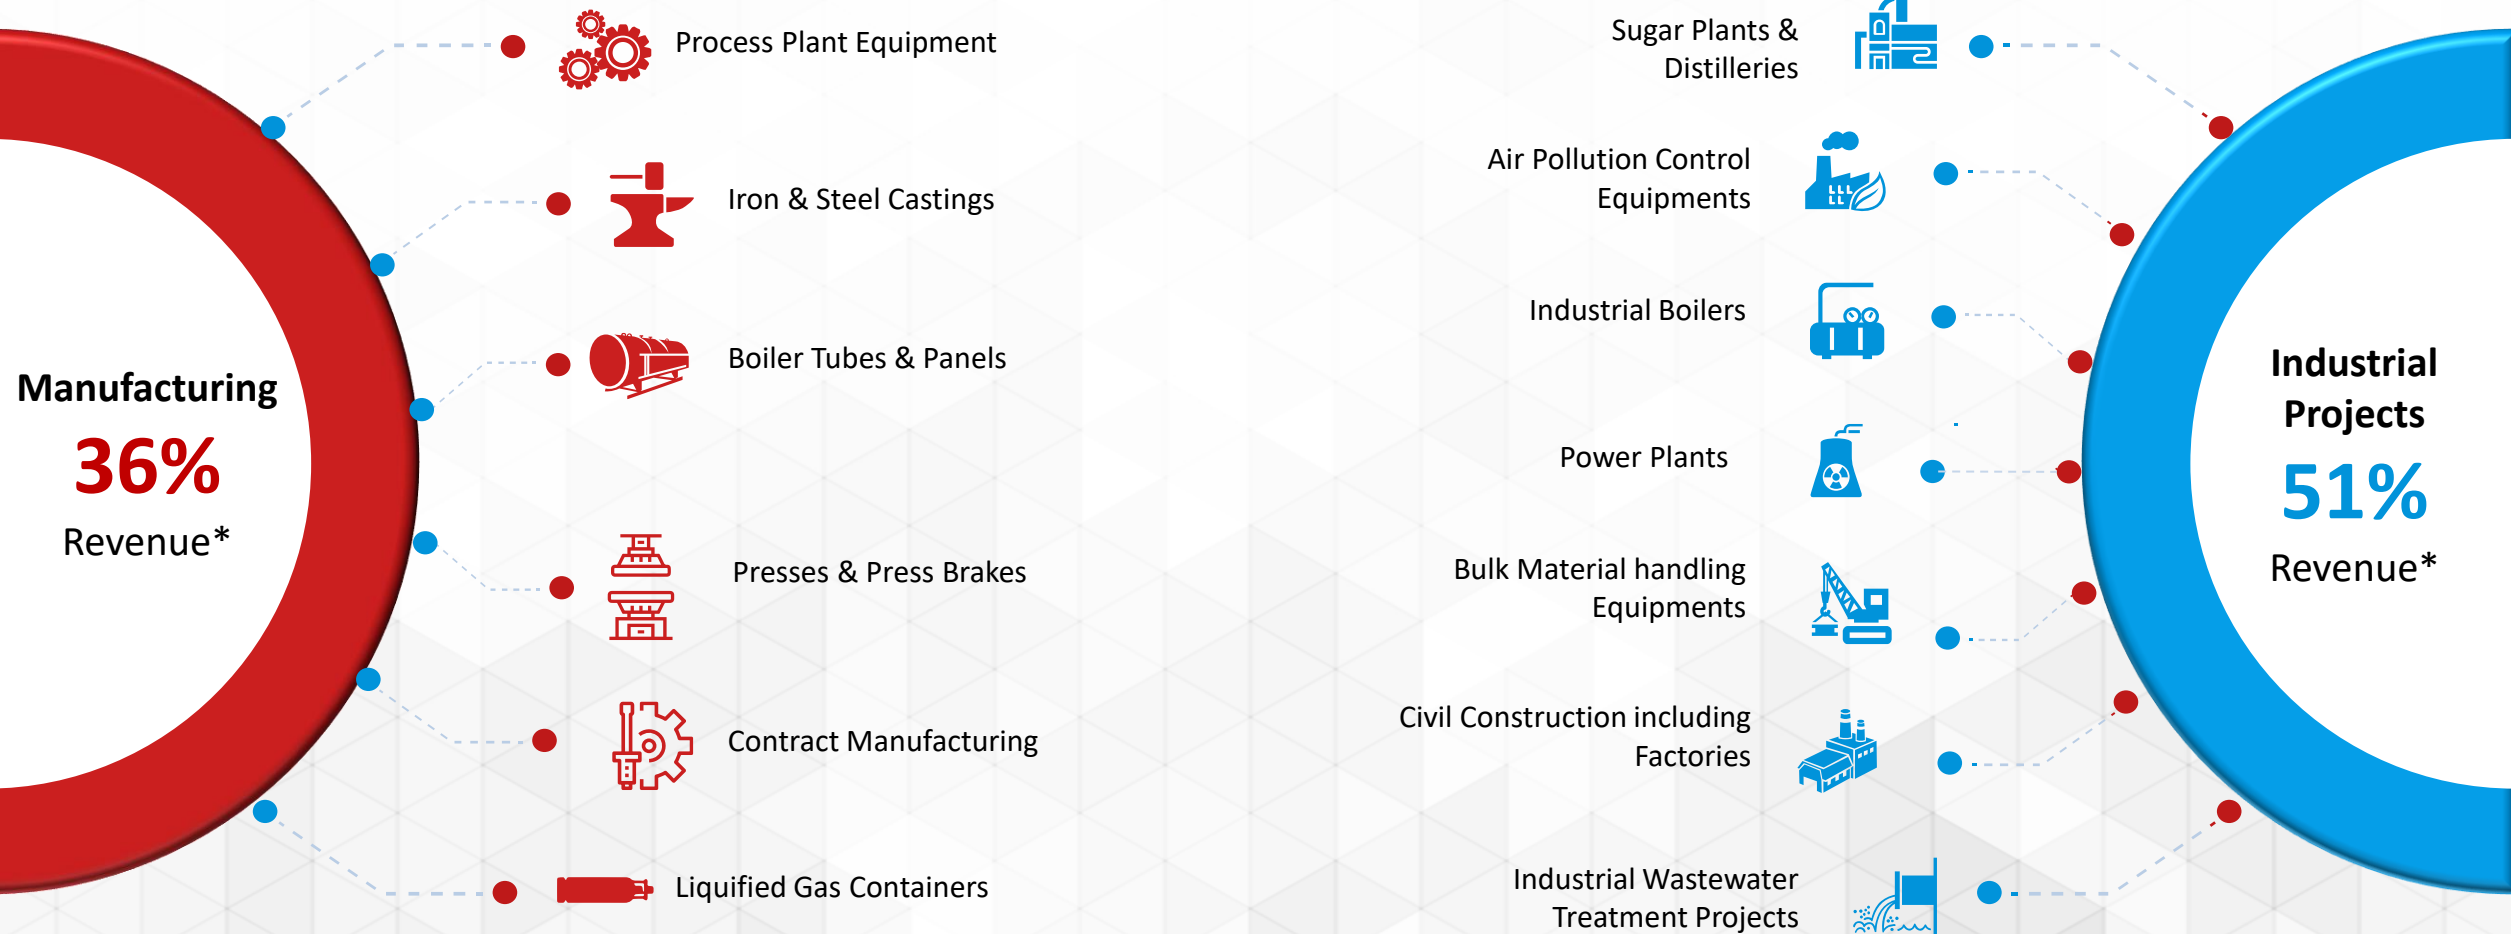 Manufacturing
36%
Revenue*
Process Plant Equipment
Iron & Steel Castings
Boiler Tubes & Panels
Presses & Press Brakes
Contract Manufacturing
Liquified Gas Containers
Sugar Plants &
Distilleries
Air Pollution Control
Equipments
Industrial Boilers
Power Plants
Bulk Material handling
Equipments
Civil Construction including
Factories
Industrial Wastewater
Treatment Projects
Industrial
Projects
51%
Revenue*